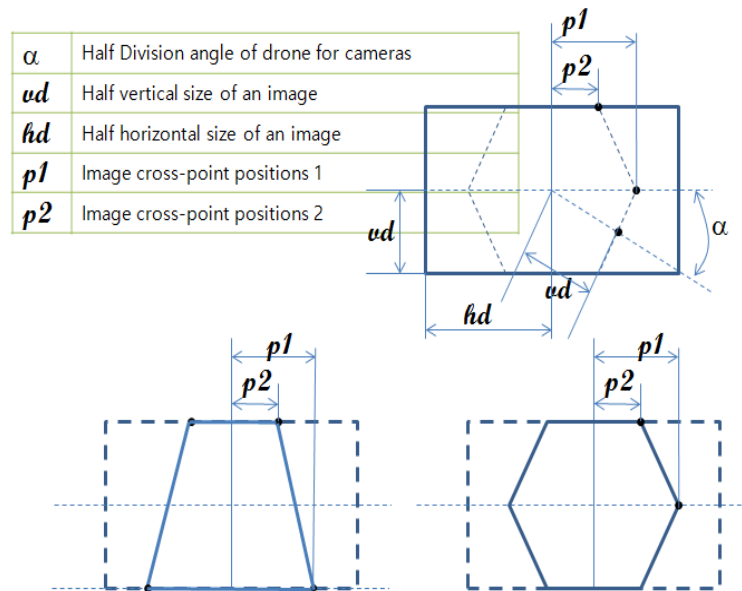 p1
α Half Division angle of drone for cameras
p2
vd Half vertical size of an image
hd Half horizontal size of an image
p1 Image cross-point positions 1
p2 Image cross-point positions 2
vd
α
vd
hd
p1
p2
p1
p2